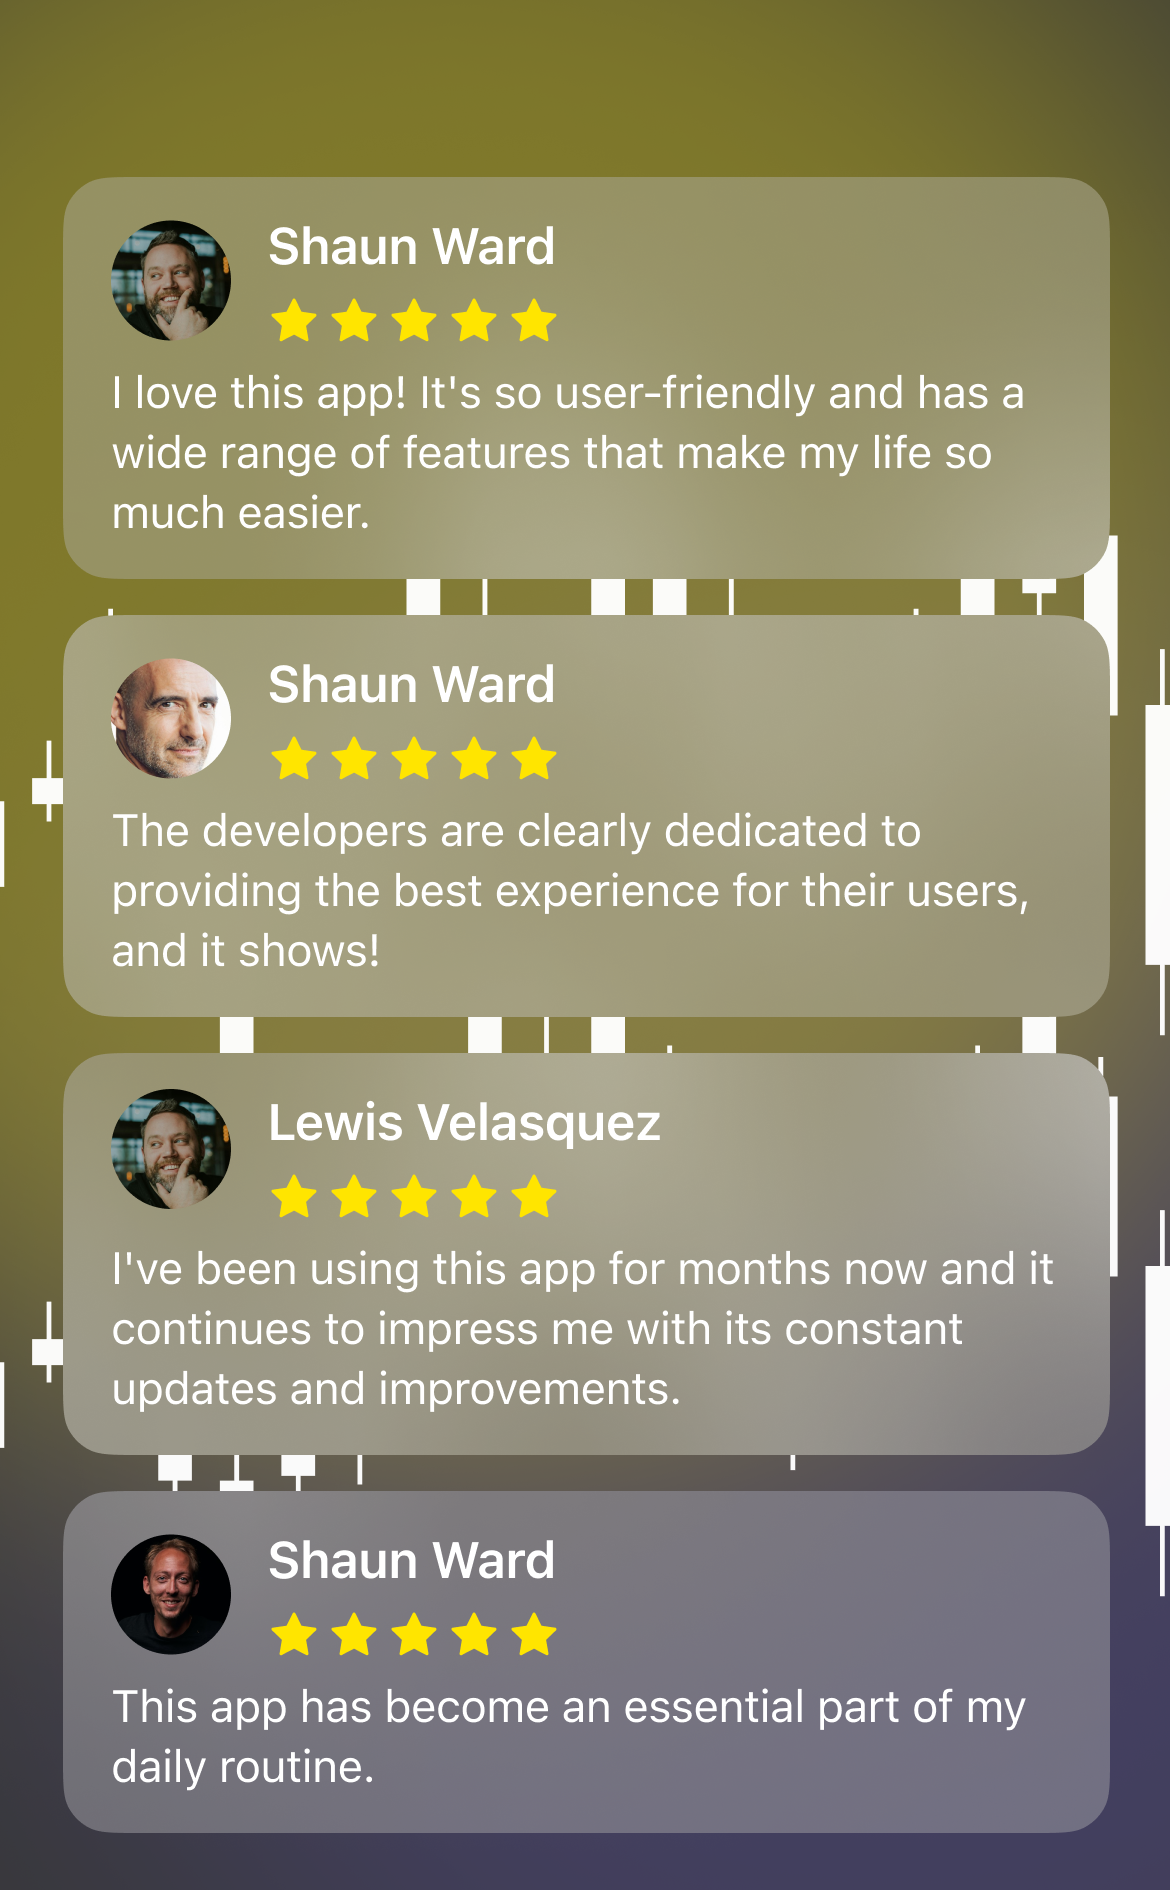 Shaun Ward
I love this app! It's so user-friendly and has a
wide range of features that make my life so
much easier.
Shaun Ward
The developers are clearly dedicated to
providing the best experience for their users,
and it shows!
Lewis Velasquez
I've been using this app for months now and it
continues to impress me with its constant
updates and improvements.
Shaun Ward
This app has become an essential part of my
daily routine.